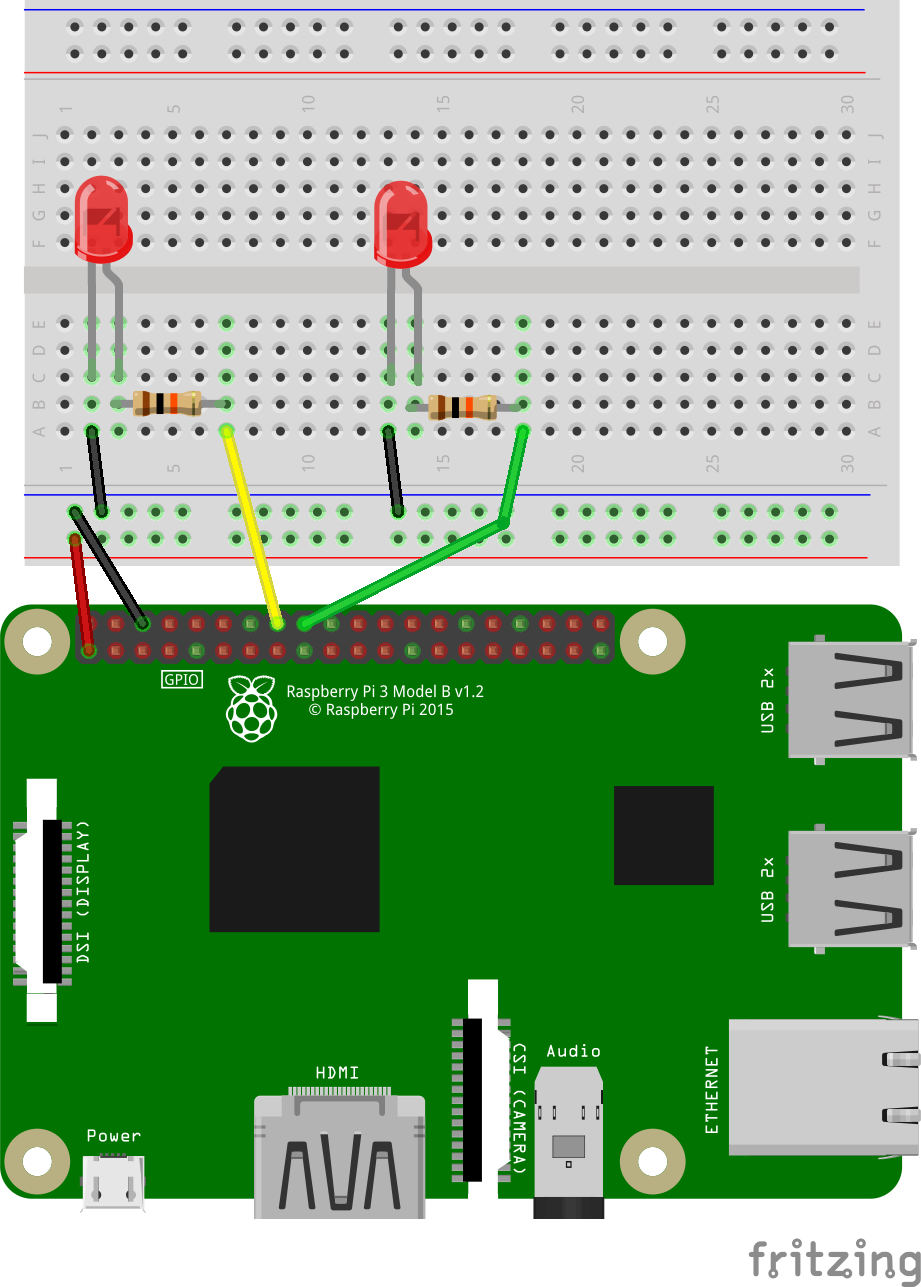 1 5 10 15 20 25 30
J J
I I
H H
G G
F F
E E
D D
C C
B B
A A
1 5 10 15 20 25 30
GPIO
Raspberry Pi 3 Model B v1.2
© Raspberry Pi 2015
USB 2x
DSI (DISPLAY)
USB 2x
CSI (CAMERA)
Audio
ETHERNET
HDMI
Power
fritzing